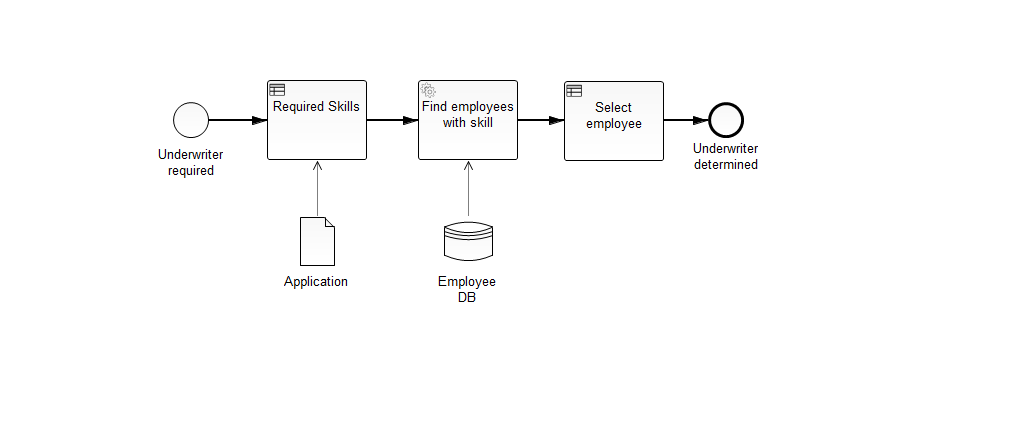 Required Skills
Find employees
with skill
Select
employee
Underwriter
required
Underwriter
determined
Application
Employee
DB